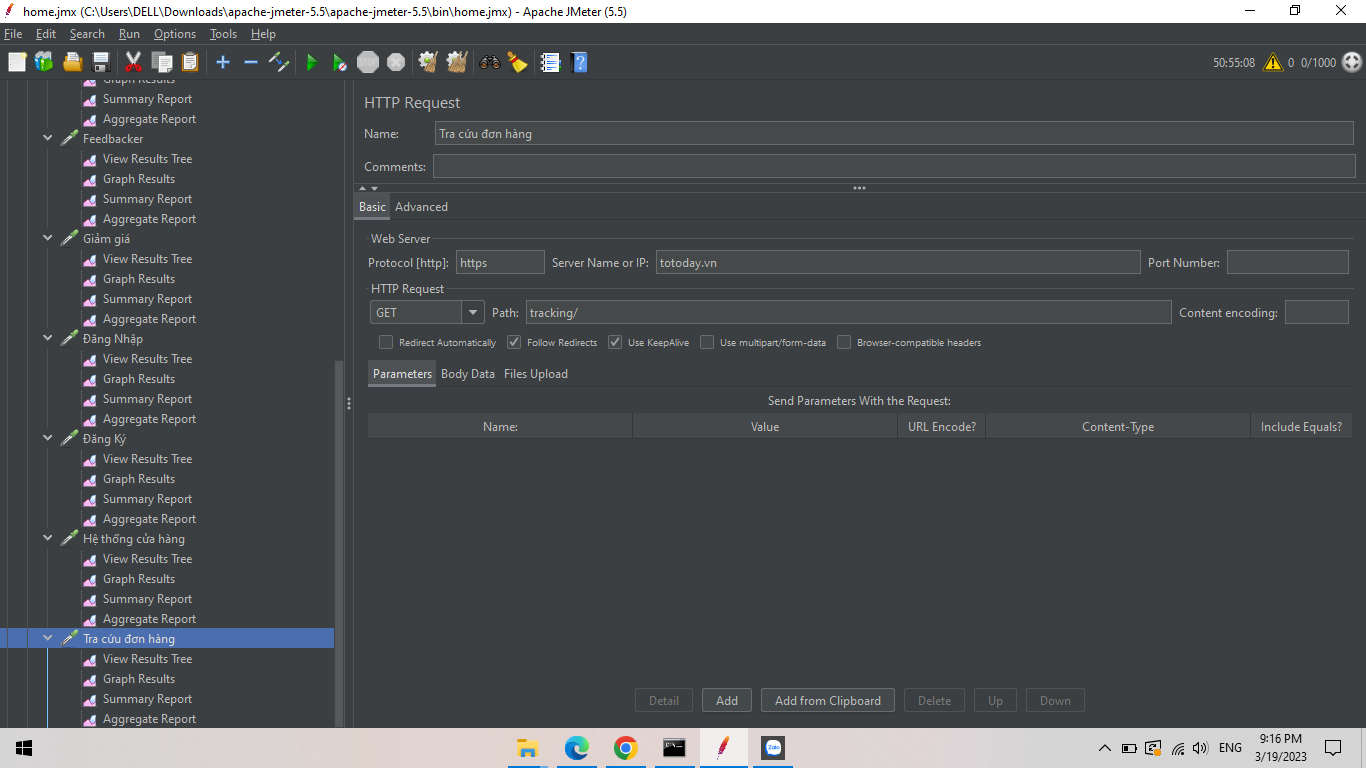 home.jmx (C:\Users\DELL\Downloads\apache-jmeter-5.5\apache-jmeter-5.5\bin\home.jmx) - Apache JMeter (5.5)
File Edit Search Run Options Tools Help
STOP
50:55:08 0 0/1000
Graph Results
Summary Report
Aggregate Report
Feedbacker
View Results Tree
Graph Results
Summary Report
Aggregate Report
Giảm giá
View Results Tree
Graph Results
Summary Report
Aggregate Report
Đăng Nhập
View Results Tree
Graph Results
Summary Report
Aggregate Report
Đăng Ký
View Results Tree
Graph Results
Summary Report
Aggregate Report
Hệ thống cửa hàng
View Results Tree
Graph Results
Summary Report
Aggregate Report
Tra cứu đơn hàng
View Results Tree
Graph Results
Summary Report
Aggregate Report
HTTP Request
Name: Tra cứu đơn hàng
Comments:
Basic Advanced
Web Server
Protocol [http]: https Server Name or IP: totoday.vn Port Number:
HTTP Request
GET Path: tracking/ Content encoding:
Redirect Automatically Follow Redirects Use KeepAlive Use multipart/form-data Browser-compatible headers
Parameters Body Data Files Upload
Send Parameters With the Request:
Name: Value URL Encode? Content-Type Include Equals?
Detail Add Add from Clipboard Delete Up Down
Zalo
ENG
9:16 PM
3/19/2023